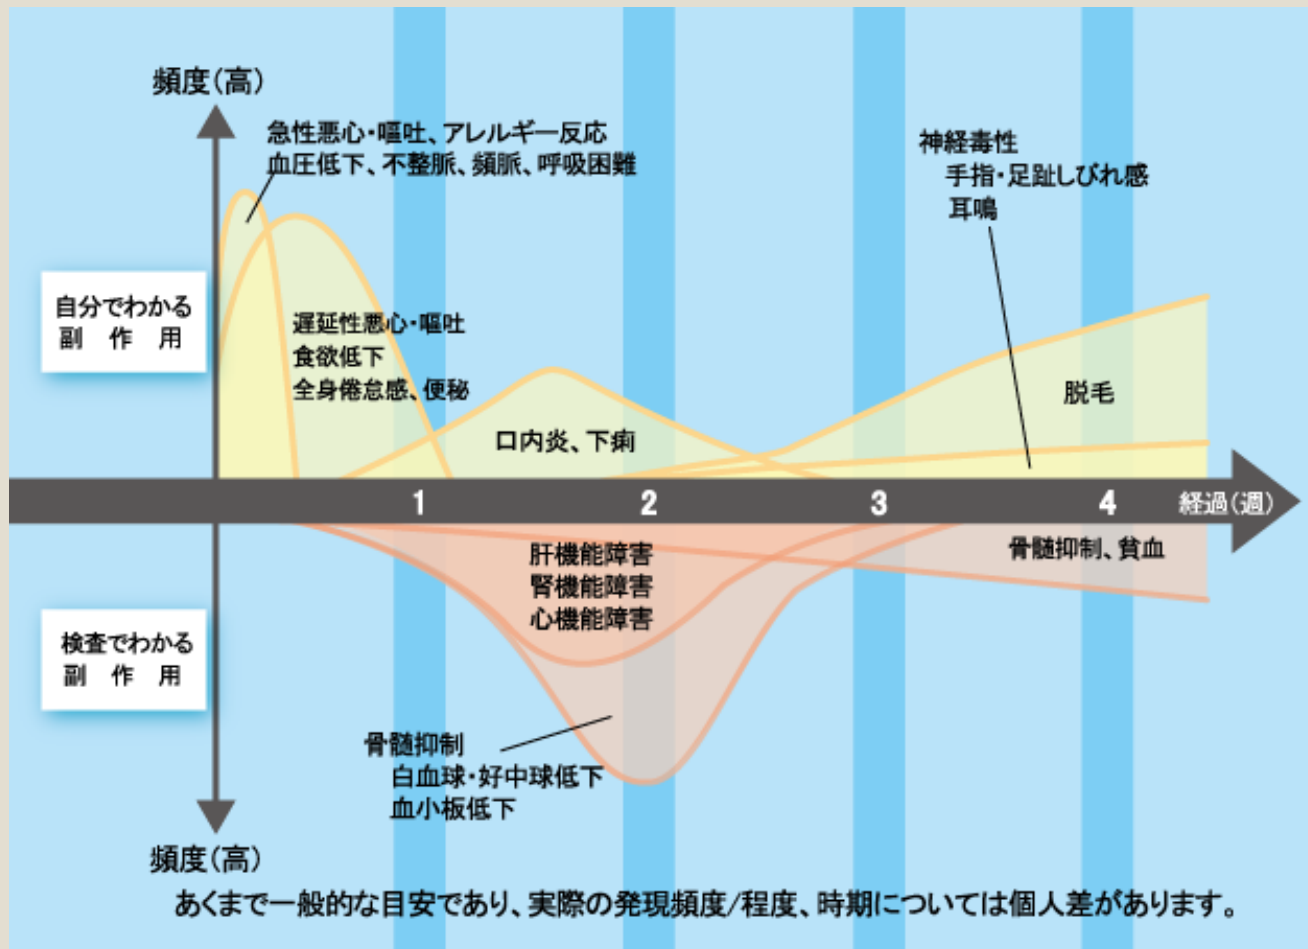 頻度(高)
急性悪心・嘔吐、アレルギー反応
血圧低下、不整脈、頻脈、呼吸困難
神経毒性
手指・足趾しびれ感
耳鳴
自分でわかる
副作用
遅延性悪心・嘔吐
食欲低下
全身倦怠感、便秘
口内炎、下痢
脱毛
1 2 3 4 経過(週)
肝機能障害
腎機能障害
心機能障害
骨髄抑制、貧血
検査でわかる
副作用
骨髄抑制
白血球・好中球低下
血小板低下
頻度(高)
あくまで一般的な目安であり、実際の発現頻度/程度、時期については個人差があります。